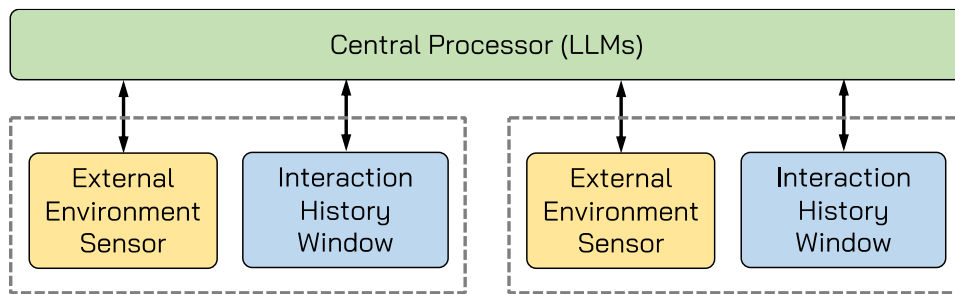 Central Processor (LLMs)
External
Environment
Sensor
Interaction
History
Window
External
Environment
Sensor
Interaction
History
Window